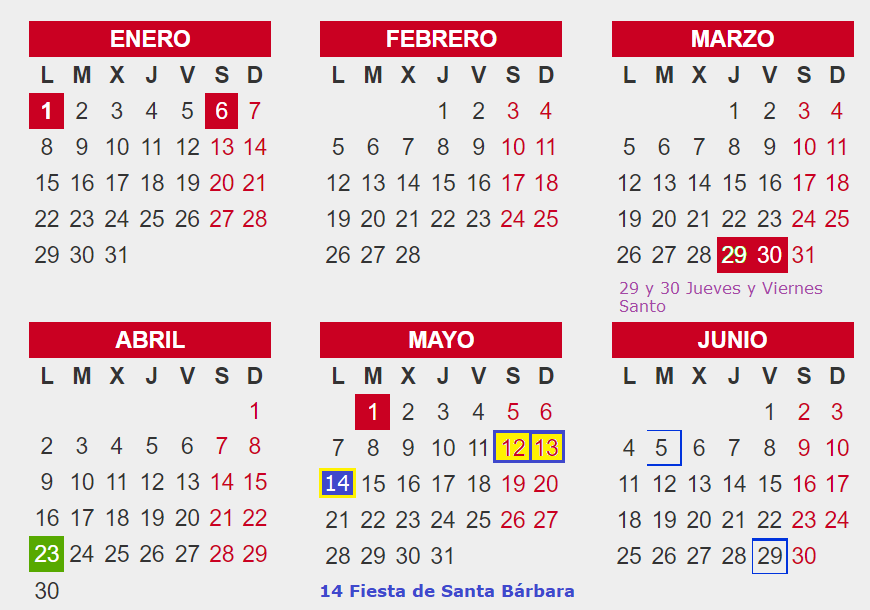 ENERO
L M X J V S D
1 2 3 4 5 6 7
8 9 10 11 12 13 14
15 16 17 18 19 20 21
22 23 24 25 26 27 28
29 30 31
FEBRERO
L M X J V S D
1 2 3 4
5 6 7 8 9 10 11
12 13 14 15 16 17 18
19 20 21 22 23 24 25
26 27 28
MARZO
L M X J V S D
1 2 3 4
5 6 7 8 9 10 11
12 13 14 15 16 17 18
19 20 21 22 23 24 25
26 27 28 29 30 31
29 y 30 Jueves y Viernes
Santo
ABRIL
L M X J V S D
1
2 3 4 5 6 7 8
9 10 11 12 13 14 15
16 17 18 19 20 21 22
23 24 25 26 27 28 29
30
MAYO
L M X J V S D
1 2 3 4 5 6
7 8 9 10 11 12 13
14 15 16 17 18 19 20
21 22 23 24 25 26 27
28 29 30 31
14 Fiesta de Santa Bárbara
JUNIO
L M X J V S D
1 2 3
4 5 6 7 8 9 10
11 12 13 14 15 16 17
18 19 20 21 22 23 24
25 26 27 28 29 30